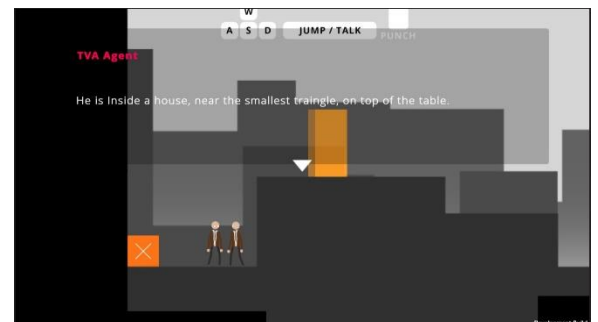 W
A S D JUMP / TALK
PUNCH
TVA Agent
He is Inside a house, near the smallest traingle, on top of the table.